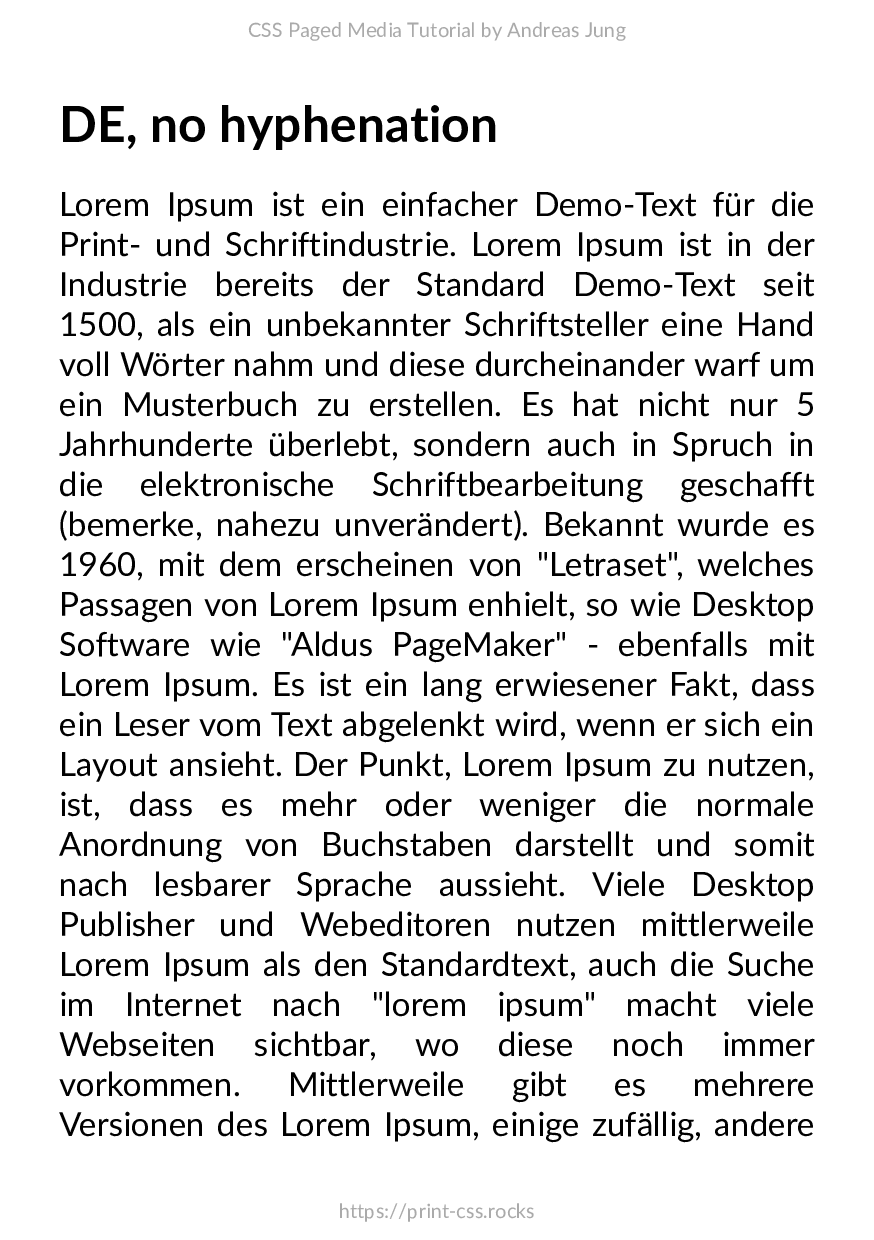 CSS Paged Media Tutorial by Andreas Jung
DE, no hyphenation
Lorem Ipsum ist ein einfacher Demo-Text für die
Print- und Schriftindustrie. Lorem Ipsum ist in der
Industrie bereits der Standard Demo-Text seit
1500, als ein unbekannter Schriftsteller eine Hand
voll Wörter nahm und diese durcheinander warf um
ein Musterbuch zu erstellen. Es hat nicht nur 5
Jahrhunderte überlebt, sondern auch in Spruch in
die elektronische Schriftbearbeitung geschafft
(bemerke, nahezu unverändert). Bekannt wurde es
1960, mit dem erscheinen von "Letraset", welches
Passagen von Lorem Ipsum enhielt, so wie Desktop
Software wie "Aldus PageMaker" - ebenfalls mit
Lorem Ipsum. Es ist ein lang erwiesener Fakt, dass
ein Leser vom Text abgelenkt wird, wenn er sich ein
Layout ansieht. Der Punkt, Lorem Ipsum zu nutzen,
ist, dass es mehr oder weniger die normale
Anordnung von Buchstaben darstellt und somit
nach lesbarer Sprache aussieht. Viele Desktop
Publisher und Webeditoren nutzen mittlerweile
Lorem Ipsum als den Standardtext, auch die Suche
im Internet nach "lorem ipsum" macht viele
Webseiten sichtbar, wo diese noch immer
vorkommen. Mittlerweile gibt es mehrere
Versionen des Lorem Ipsum, einige zufällig, andere
https://print-css.rocks